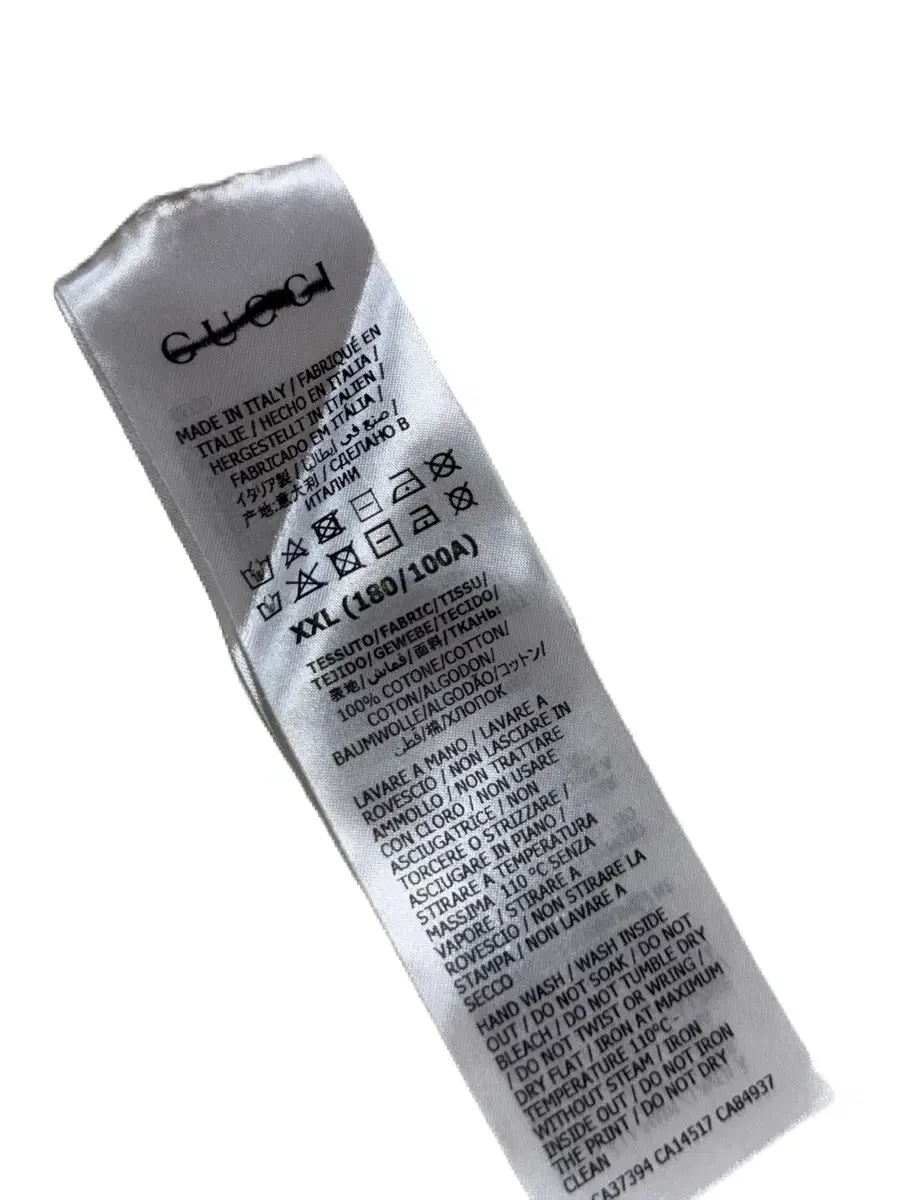 GUCCI
MADE IN ITALY / FABRIQUÉ EN
ITALIE / HECHO EN ITALIA /
HERGESTELLT IN ITALIEN /
FABRICADO EM ITÁLIA /
イタリア製 / صنع في إيطاليا /
产地:意大利 / СДЕЛАНО В
ИТАЛИИ
XXL (180/100A)
TESSUTO/FABRIC/TISSU/
TEJIDO/GEWEBE/TECIDO/
表地/قماش/面料/ТКАНЬ:
100% COTONE/COTTON/
COTON/ALGODON/
BAUMWOLLE/ALGODÃO/コットン/
قطن/棉/ХЛОПОК
LAVARE A MANO / LAVARE A
ROVESCIO / NON LASCIARE IN
AMMOLLO / NON TRATTARE
CON CLORO / NON USARE
ASCIUGATRICE / NON
TORCERE O STRIZZARE /
ASCIUGARE IN PIANO /
STIRARE A TEMPERATURA
MASSIMA 110 °C SENZA
VAPORE / STIRARE A
ROVESCIO / NON STIRARE LA
STAMPA / NON LAVARE A
SECCO
HAND WASH / WASH INSIDE
OUT / DO NOT SOAK / DO NOT
BLEACH / DO NOT TUMBLE DRY
/ DO NOT TWIST OR WRING /
DRY FLAT / IRON AT MAXIMUM
TEMPERATURE 110°C -
WITHOUT STEAM / IRON
INSIDE OUT / DO NOT IRON
THE PRINT / DO NOT DRY
CLEAN
CA37394 CA14517 CA84937